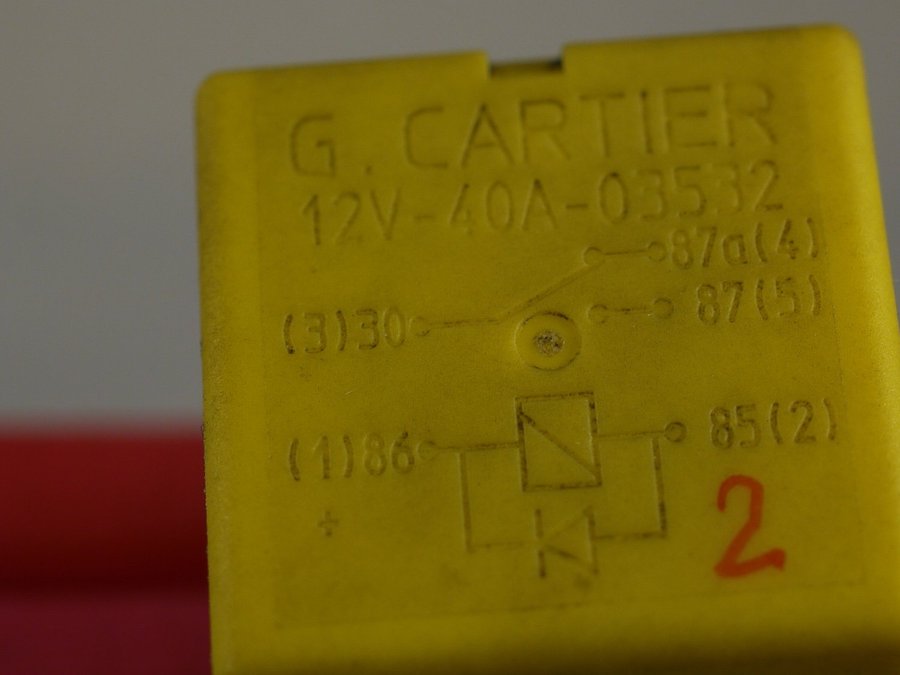 G. CARTIER
12V-40A-03532
87a(4)
(3)30 87(5)
(1)86 85(2)
+
2